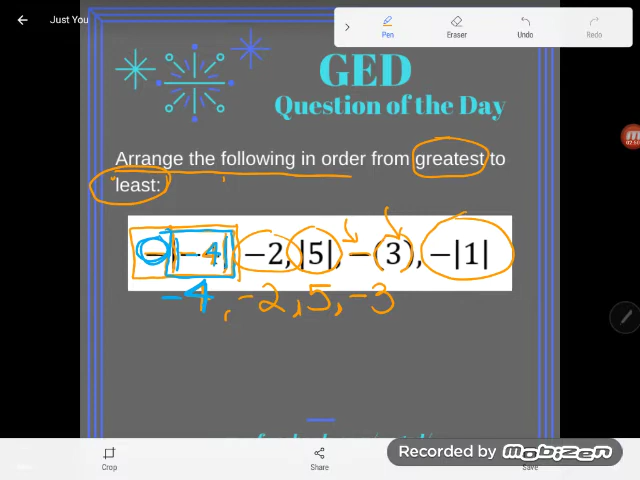 Just You
Pen
Eraser
Undo
Redo
GED
Question of the Day
Arrange the following in order from greatest to
least:
−|−4|, −2, |5|, −(3), −|1|
-4, -2, 5, -3
Crop
Share
Save
Recorded by
mobizen